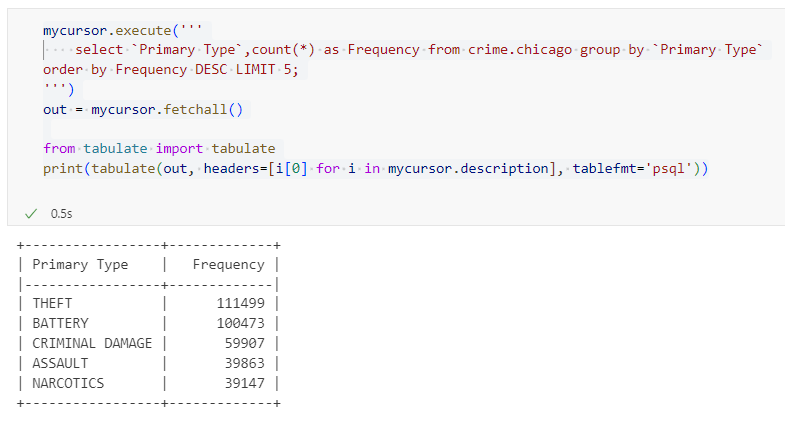 mycursor.execute('''
    select `Primary Type`,count(*) as Frequency from crime.chicago group by `Primary Type`
order by Frequency DESC LIMIT 5;
''')
out = mycursor.fetchall()
from tabulate import tabulate
print(tabulate(out, headers=[i[0] for i in mycursor.description], tablefmt='psql'))
0.5s
+-----------------+-------------+
| Primary Type    |   Frequency |
|-----------------+-------------|
| THEFT           |      111499 |
| BATTERY         |      100473 |
| CRIMINAL DAMAGE |       59907 |
| ASSAULT         |       39863 |
| NARCOTICS       |       39147 |
+-----------------+-------------+